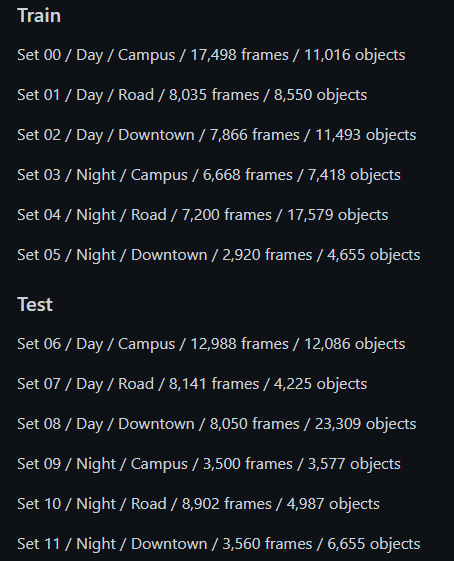 Train
Set 00 / Day / Campus / 17,498 frames / 11,016 objects
Set 01 / Day / Road / 8,035 frames / 8,550 objects
Set 02 / Day / Downtown / 7,866 frames / 11,493 objects
Set 03 / Night / Campus / 6,668 frames / 7,418 objects
Set 04 / Night / Road / 7,200 frames / 17,579 objects
Set 05 / Night / Downtown / 2,920 frames / 4,655 objects
Test
Set 06 / Day / Campus / 12,988 frames / 12,086 objects
Set 07 / Day / Road / 8,141 frames / 4,225 objects
Set 08 / Day / Downtown / 8,050 frames / 23,309 objects
Set 09 / Night / Campus / 3,500 frames / 3,577 objects
Set 10 / Night / Road / 8,902 frames / 4,987 objects
Set 11 / Night / Downtown / 3,560 frames / 6,655 objects